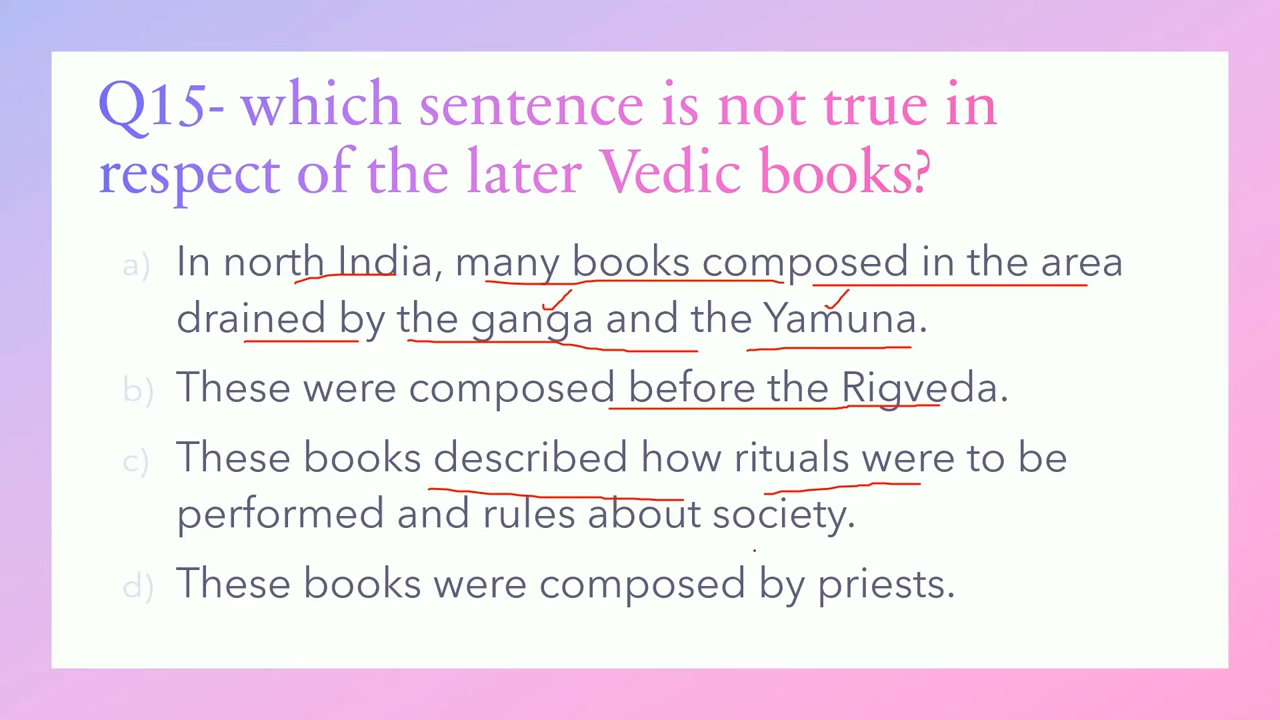 Q15- which sentence is not true in
respect of the later Vedic books?
a) In north India, many books composed in the area
drained by the ganga and the Yamuna.
b) These were composed before the Rigveda.
c) These books described how rituals were to be
performed and rules about society.
d) These books were composed by priests.